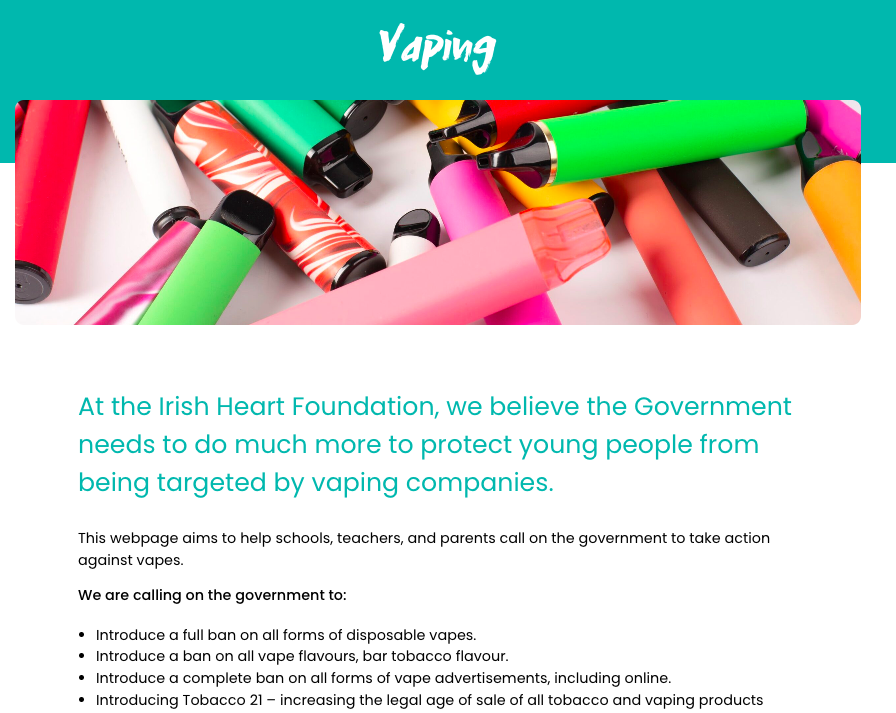 Vaping
At the Irish Heart Foundation, we believe the Government
needs to do much more to protect young people from
being targeted by vaping companies.
This webpage aims to help schools, teachers, and parents call on the government to take action
against vapes.
We are calling on the government to:
• Introduce a full ban on all forms of disposable vapes.
• Introduce a ban on all vape flavours, bar tobacco flavour.
• Introduce a complete ban on all forms of vape advertisements, including online.
• Introducing Tobacco 21 – increasing the legal age of sale of all tobacco and vaping products